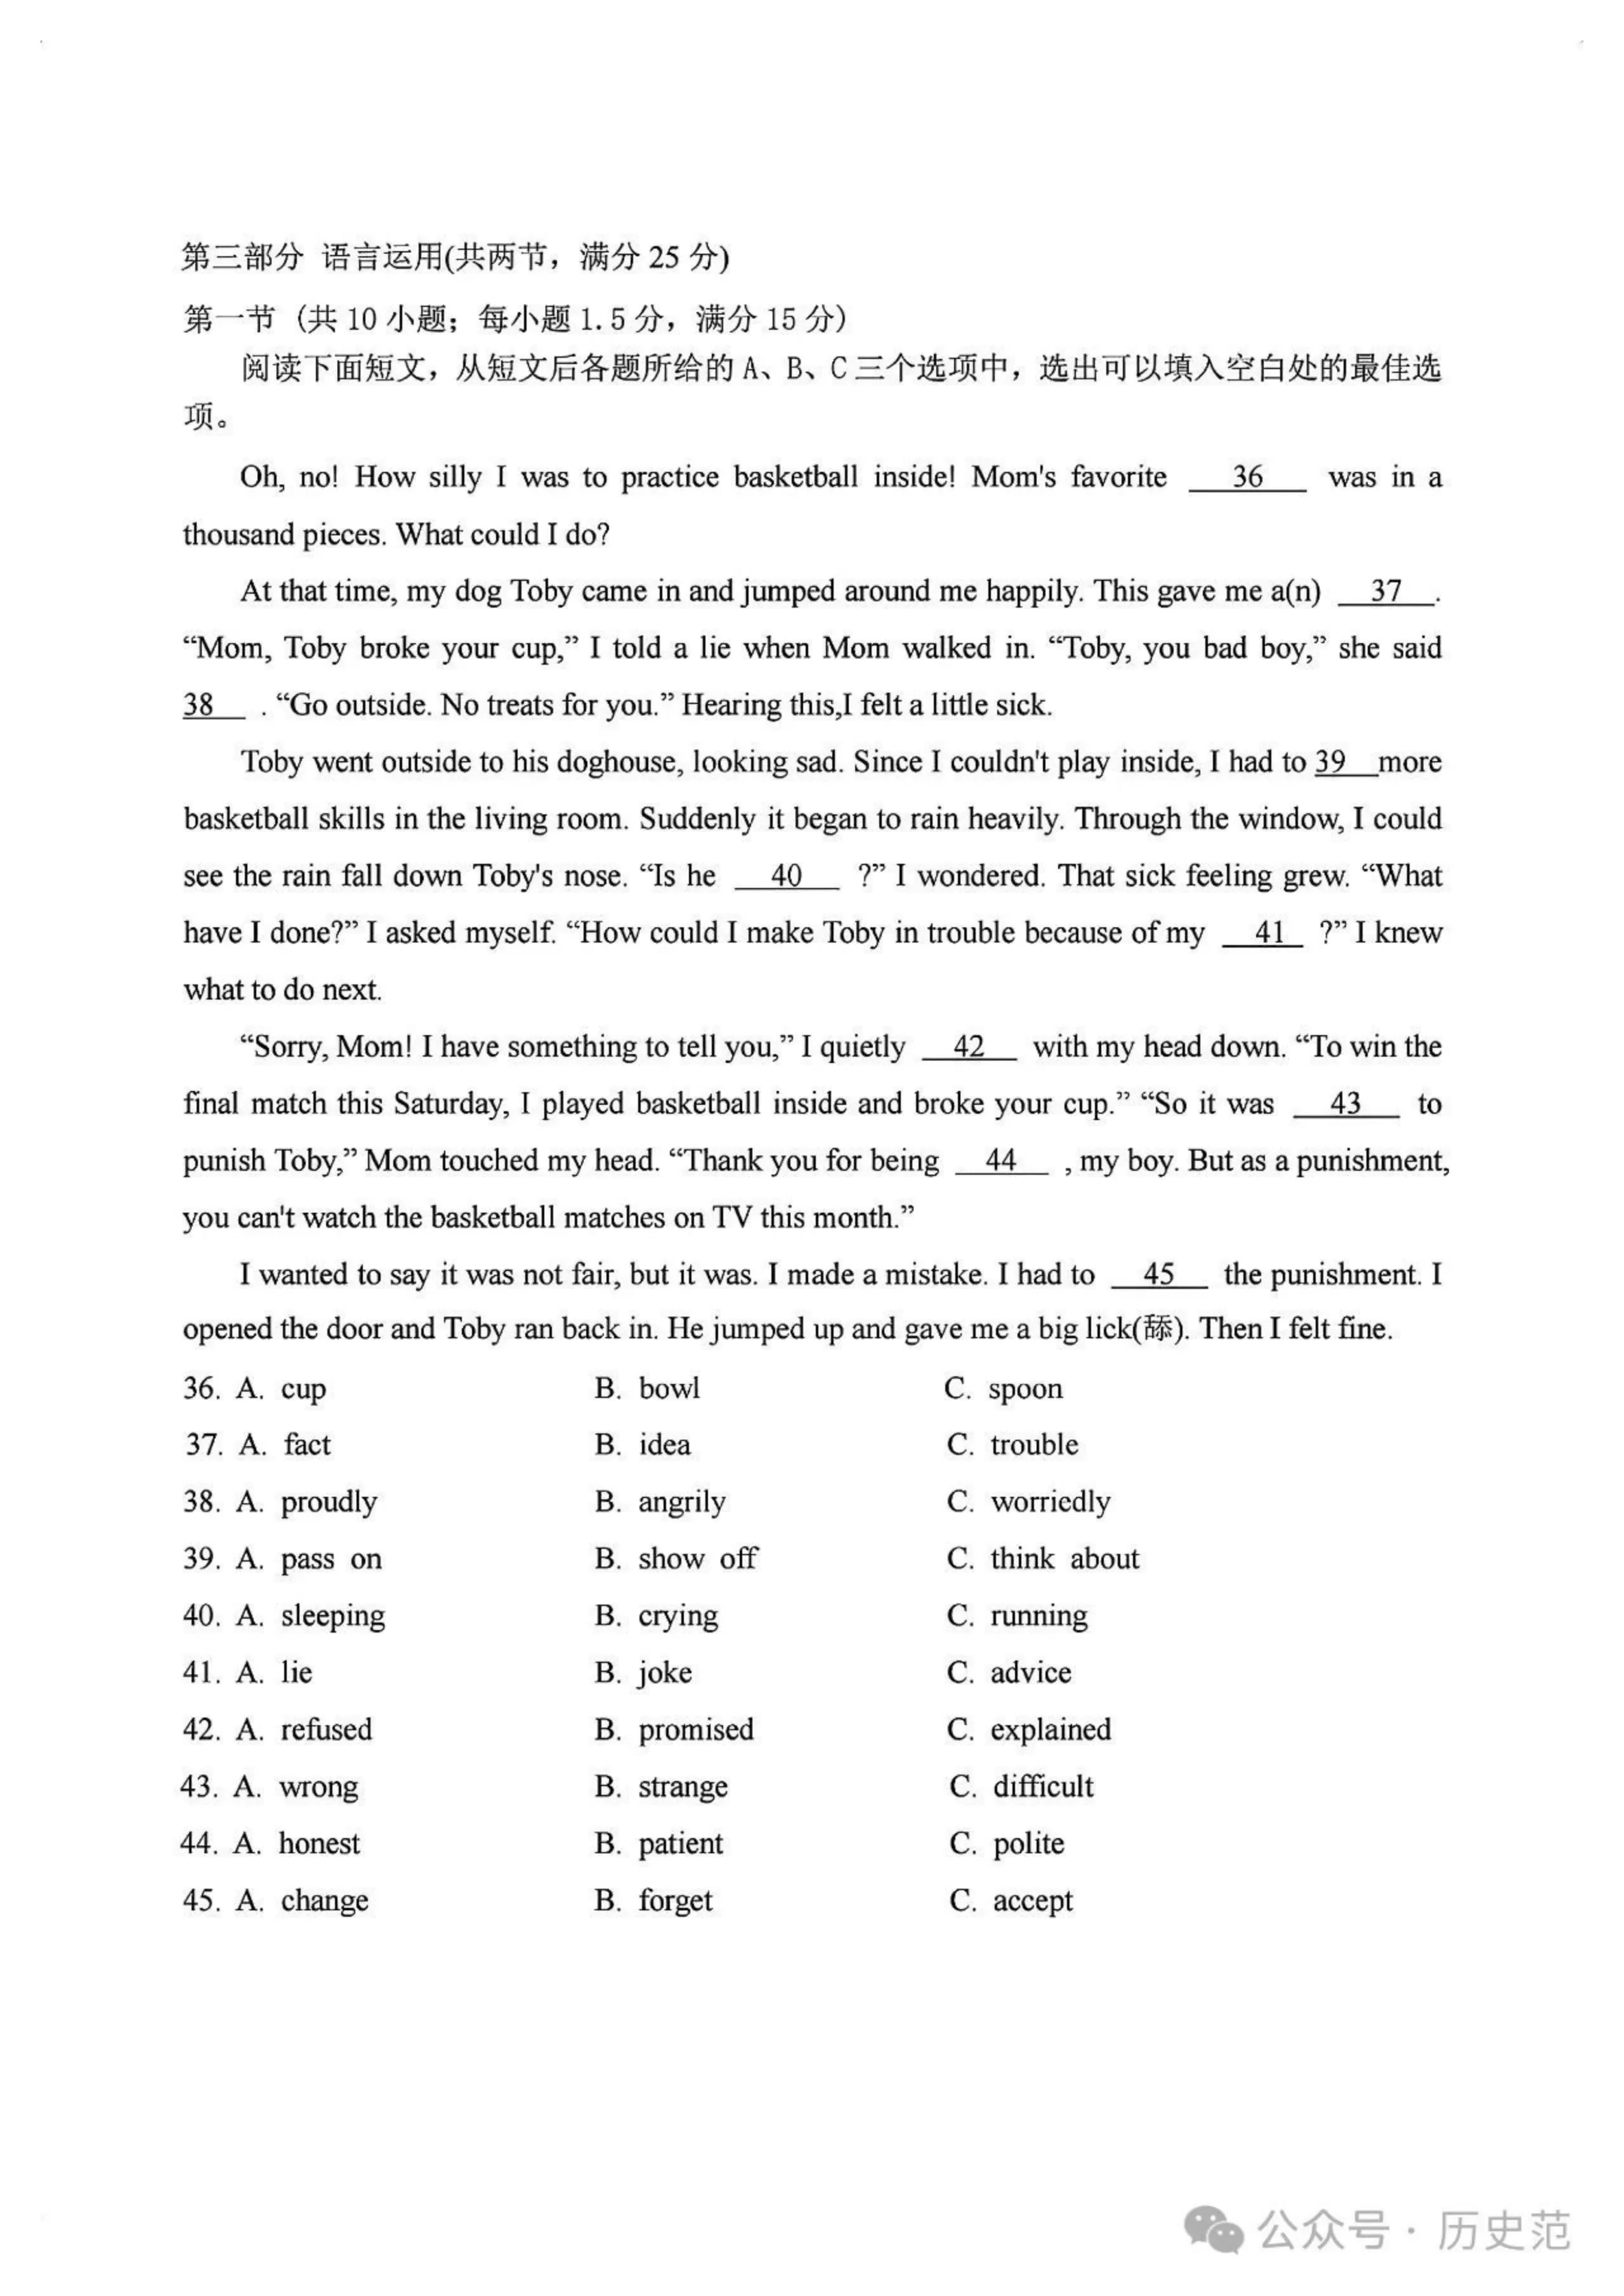 第三部分 语言运用(共两节，满分 25 分)
第一节 (共 10 小题；每小题 1.5 分，满分 15 分)
阅读下面短文，从短文后各题所给的 A、B、C 三个选项中，选出可以填入空白处的最佳选
项。
Oh, no! How silly I was to practice basketball inside! Mom's favorite 36 was in a
thousand pieces. What could I do?
At that time, my dog Toby came in and jumped around me happily. This gave me a(n) 37 .
“Mom, Toby broke your cup,” I told a lie when Mom walked in. “Toby, you bad boy,” she said
38 . “Go outside. No treats for you.” Hearing this,I felt a little sick.
Toby went outside to his doghouse, looking sad. Since I couldn't play inside, I had to 39 more
basketball skills in the living room. Suddenly it began to rain heavily. Through the window, I could
see the rain fall down Toby's nose. “Is he 40 ?” I wondered. That sick feeling grew. “What
have I done?” I asked myself. “How could I make Toby in trouble because of my 41 ?” I knew
what to do next.
“Sorry, Mom! I have something to tell you,” I quietly 42 with my head down. “To win the
final match this Saturday, I played basketball inside and broke your cup.” “So it was 43 to
punish Toby,” Mom touched my head. “Thank you for being 44 , my boy. But as a punishment,
you can't watch the basketball matches on TV this month.”
I wanted to say it was not fair, but it was. I made a mistake. I had to 45 the punishment. I
opened the door and Toby ran back in. He jumped up and gave me a big lick(舔). Then I felt fine.
36. A. cup B. bowl C. spoon
37. A. fact B. idea C. trouble
38. A. proudly B. angrily C. worriedly
39. A. pass on B. show off C. think about
40. A. sleeping B. crying C. running
41. A. lie B. joke C. advice
42. A. refused B. promised C. explained
43. A. wrong B. strange C. difficult
44. A. honest B. patient C. polite
45. A. change B. forget C. accept
公众号 · 历史范